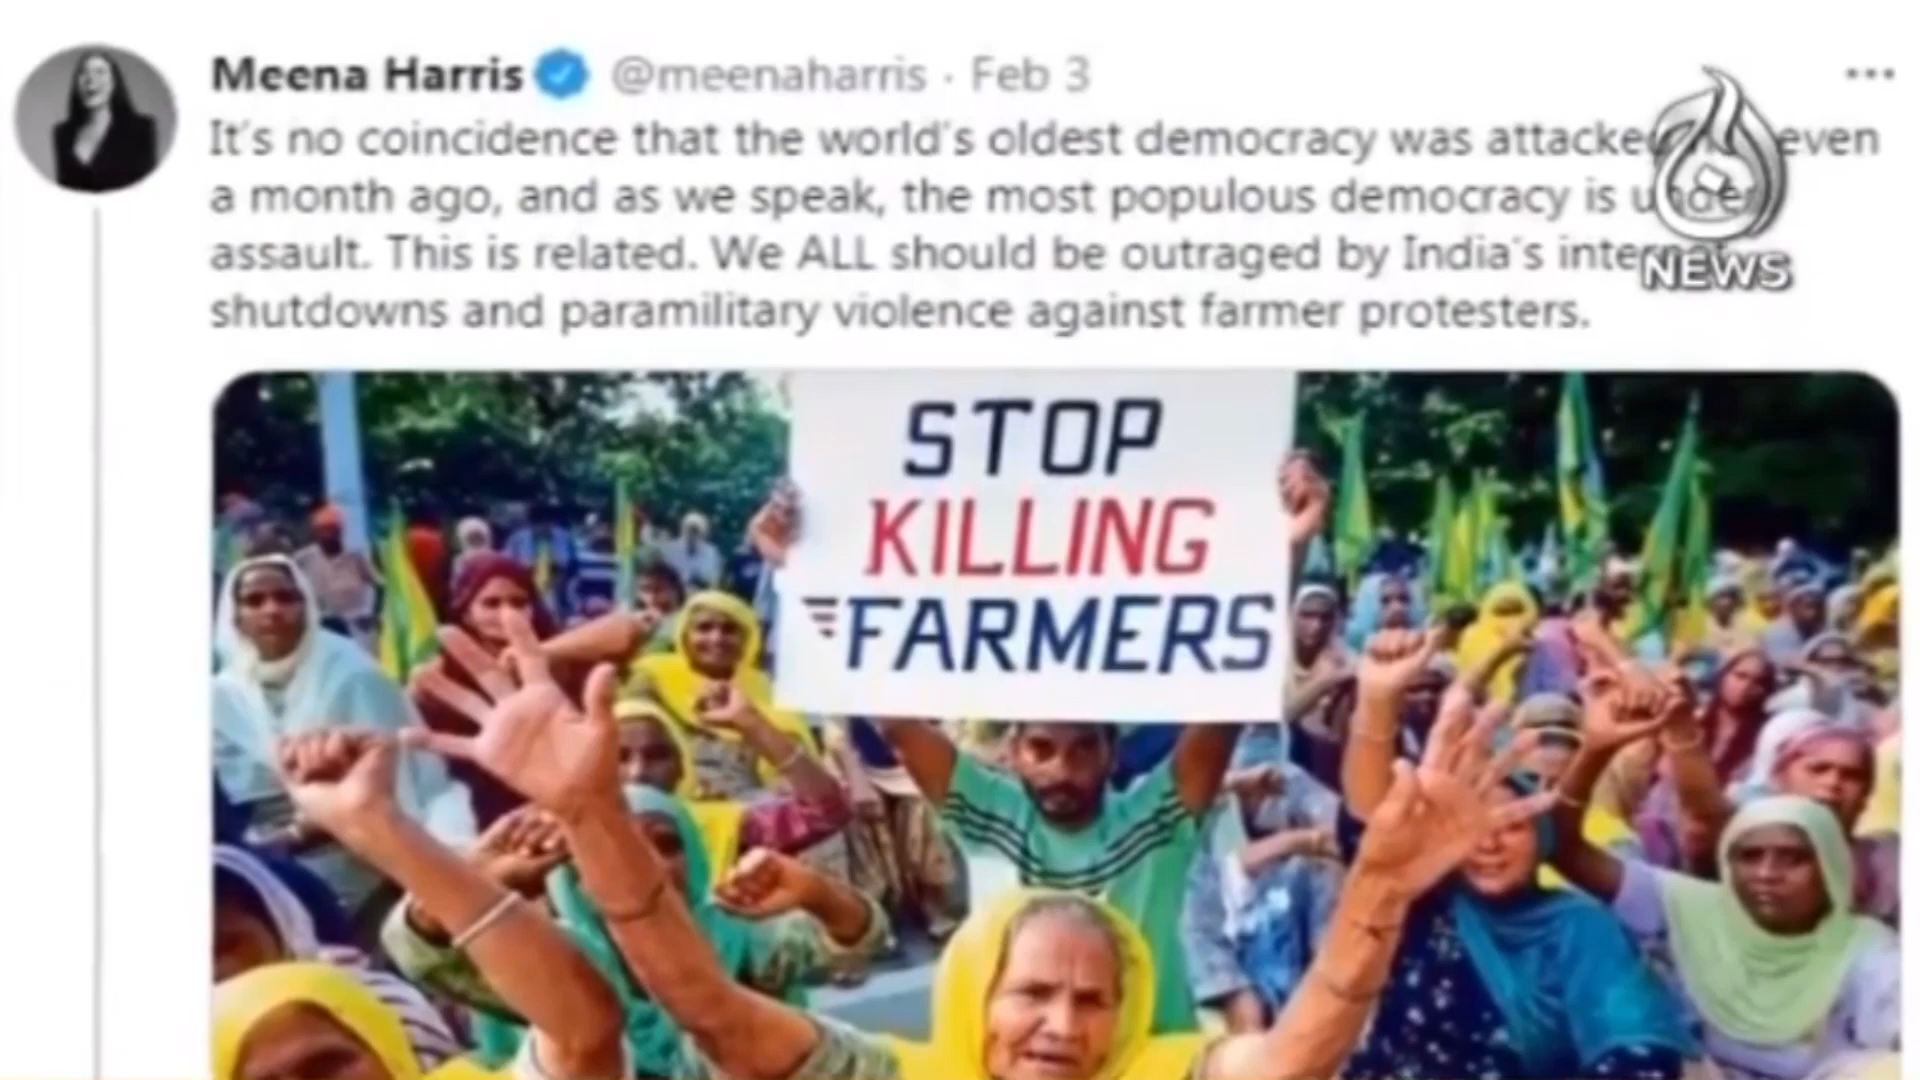 Meena Harris @meenaharris · Feb 3
It's no coincidence that the world's oldest democracy was attacked even
a month ago, and as we speak, the most populous democracy is under
assault. This is related. We ALL should be outraged by India's
shutdowns and paramilitary violence against farmer protesters.
NEWS
STOP
KILLING
FARMERS